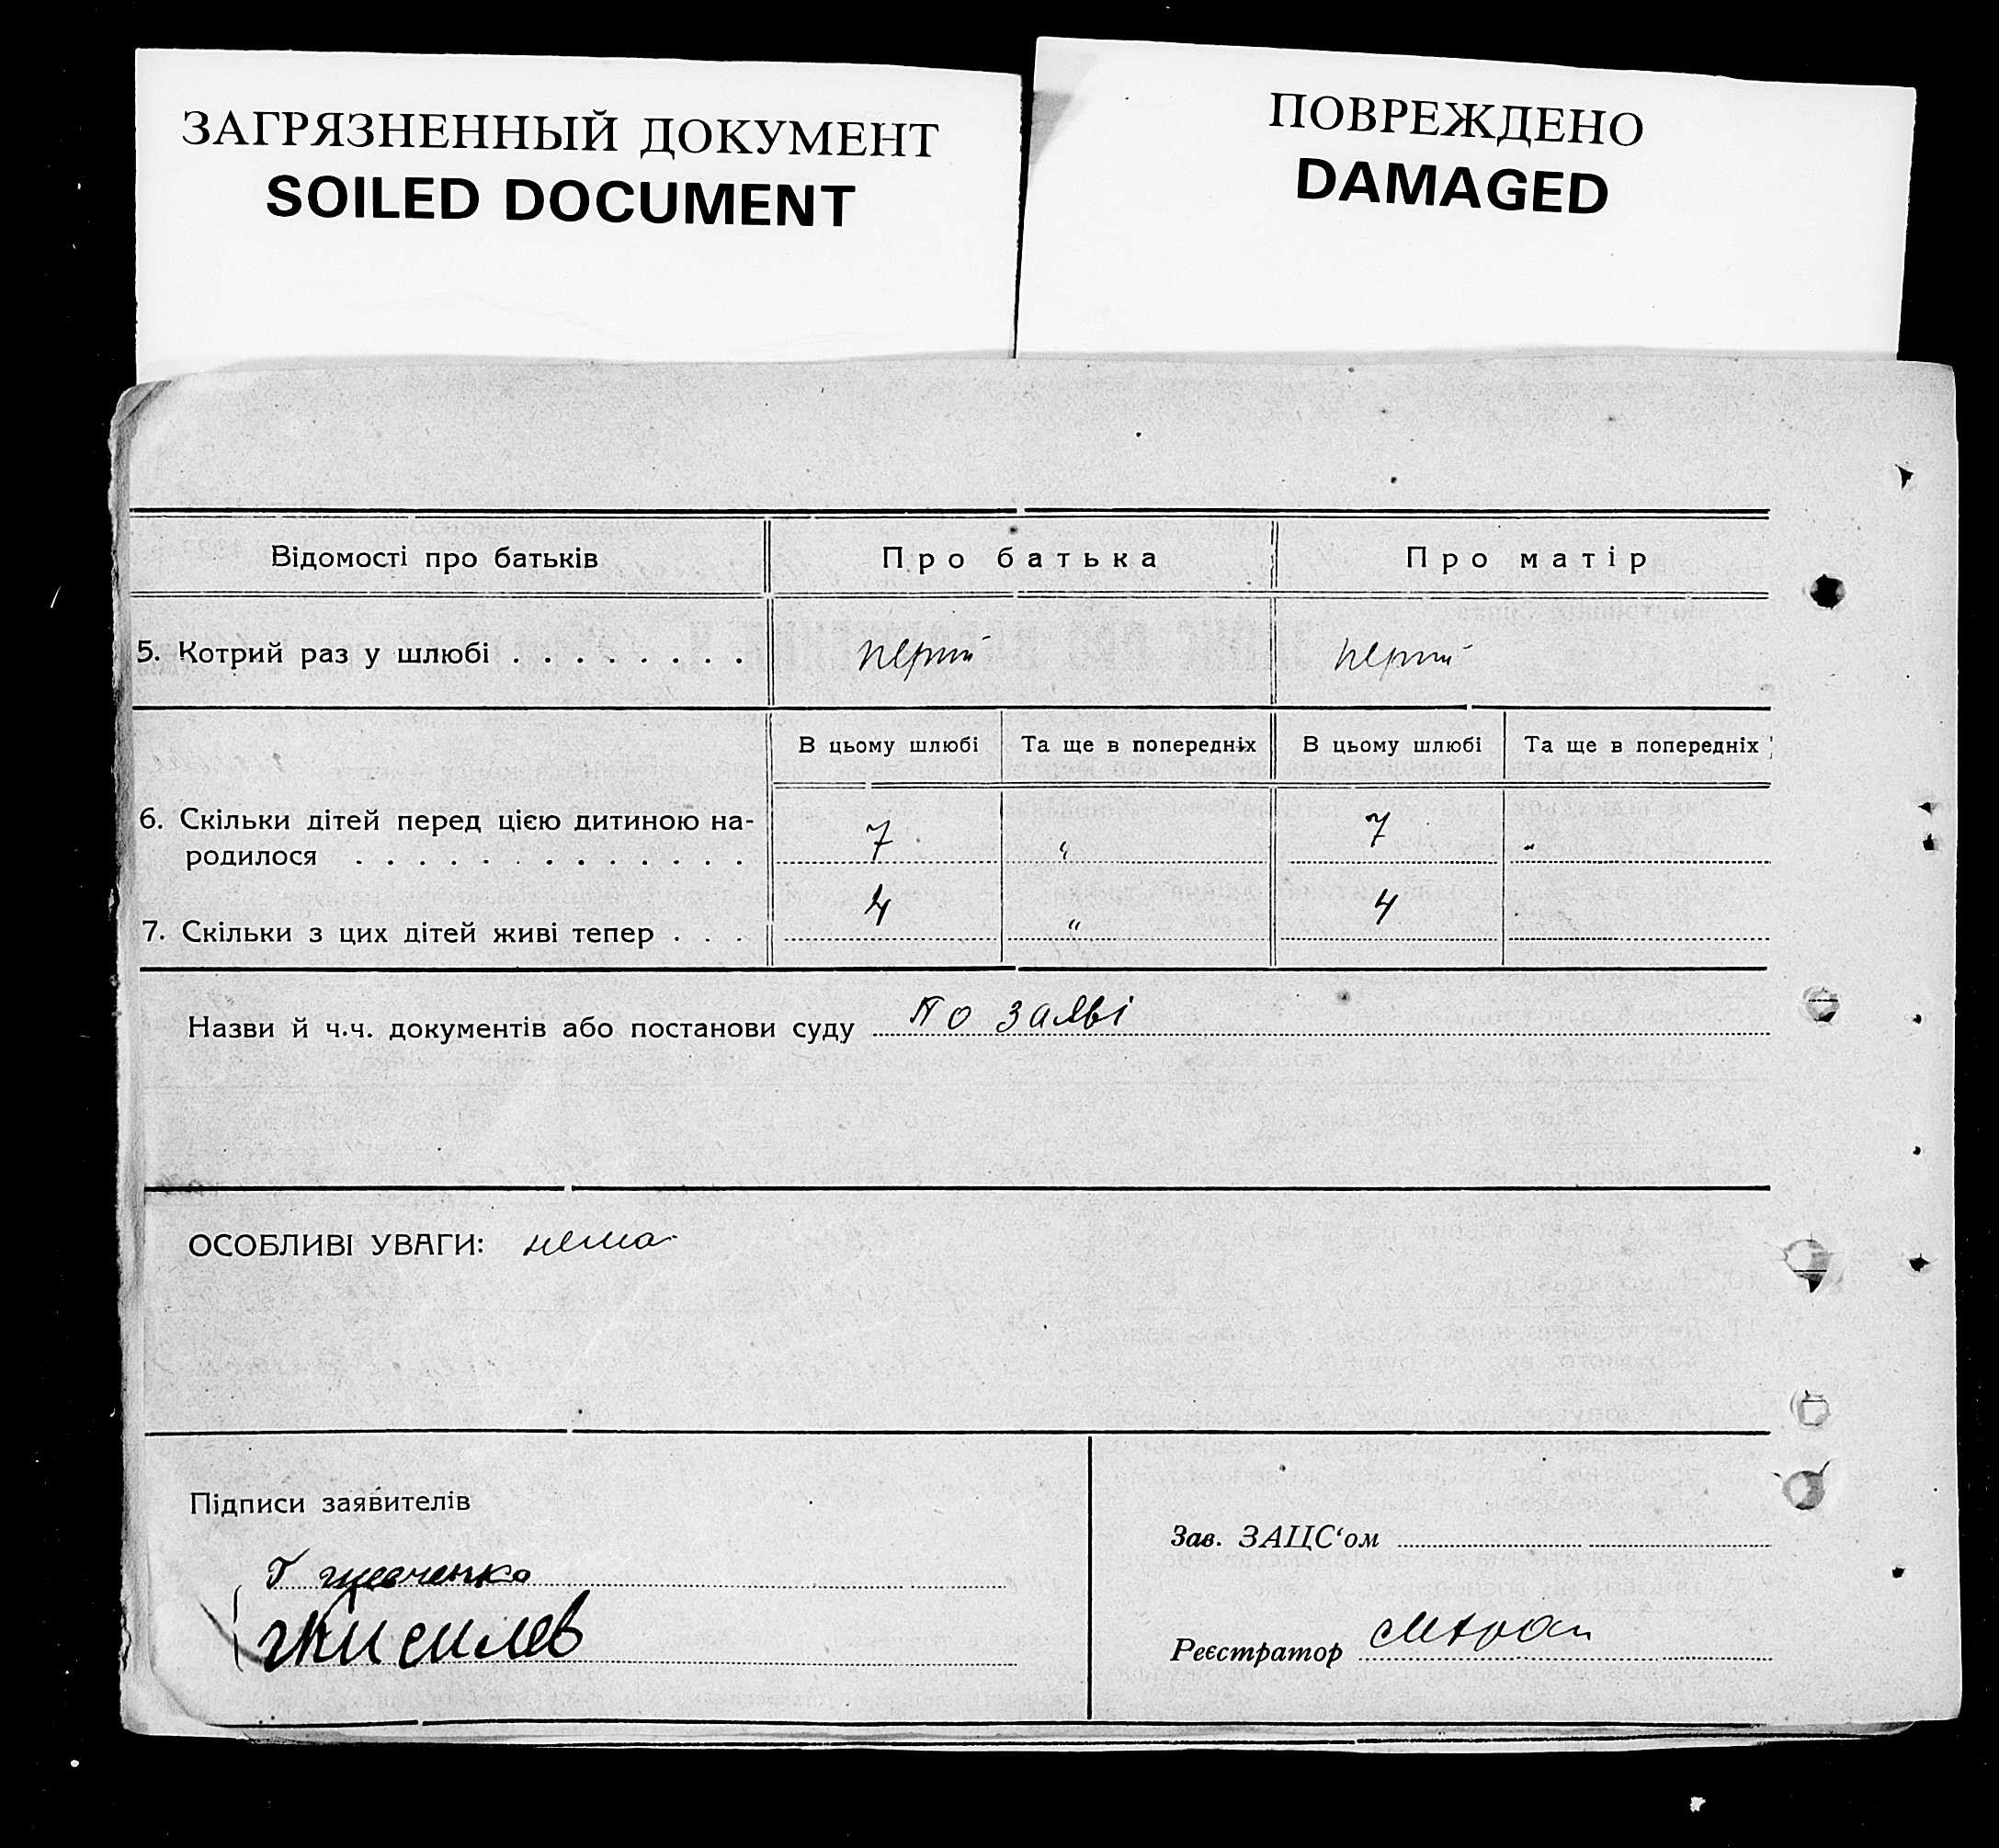 ЗАГРЯЗНЕННЫЙ ДОКУМЕНТ
SOILED DOCUMENT
ПОВРЕЖДЕНО
DAMAGED
Відомості про батьків Про батька Про матір
5. Котрий раз у шлюбі . . . . . . . .
В цьому шлюбі Та ще в попередніх В цьому шлюбі Та ще в попередніх
6. Скільки дітей перед цією дитиною на-
родилося . . . . . . . . . . . . . 7 " 7 "
7. Скільки з цих дітей живі тепер . . . 4 " 4
Назви й ч.ч. документів або постанови суду По заяві
ОСОБЛИВІ УВАГИ: нема
Підписи заявителів
Зав. ЗАЦС‘ом
Реєстратор